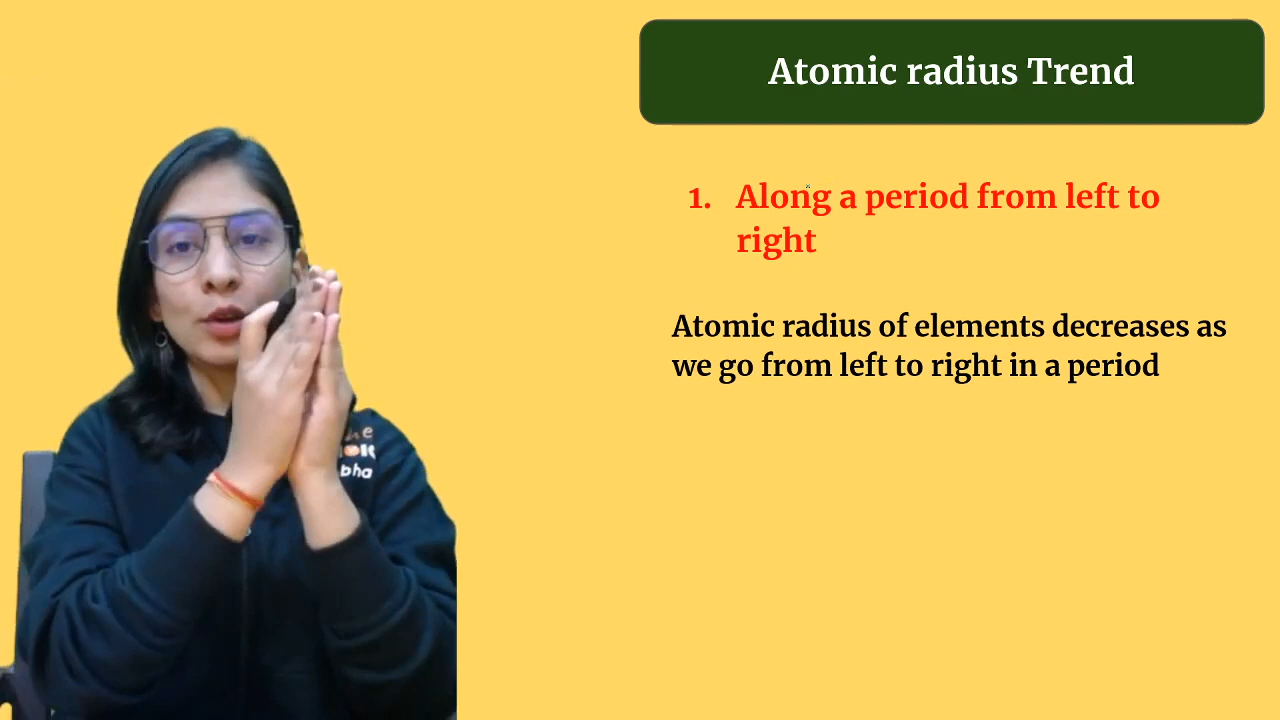 Atomic radius Trend
1. Along a period from left to
right
Atomic radius of elements decreases as
we go from left to right in a period
bha